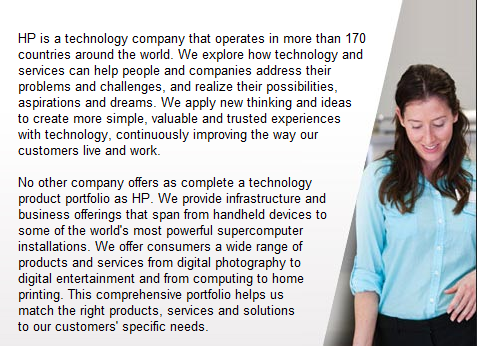 HP is a technology company that operates in more than 170
countries around the world. We explore how technology and
services can help people and companies address their
problems and challenges, and realize their possibilities,
aspirations and dreams. We apply new thinking and ideas
to create more simple, valuable and trusted experiences
with technology, continuously improving the way our
customers live and work.
No other company offers as complete a technology
product portfolio as HP. We provide infrastructure and
business offerings that span from handheld devices to
some of the world's most powerful supercomputer
installations. We offer consumers a wide range of
products and services from digital photography to
digital entertainment and from computing to home
printing. This comprehensive portfolio helps us
match the right products, services and solutions
to our customers' specific needs.